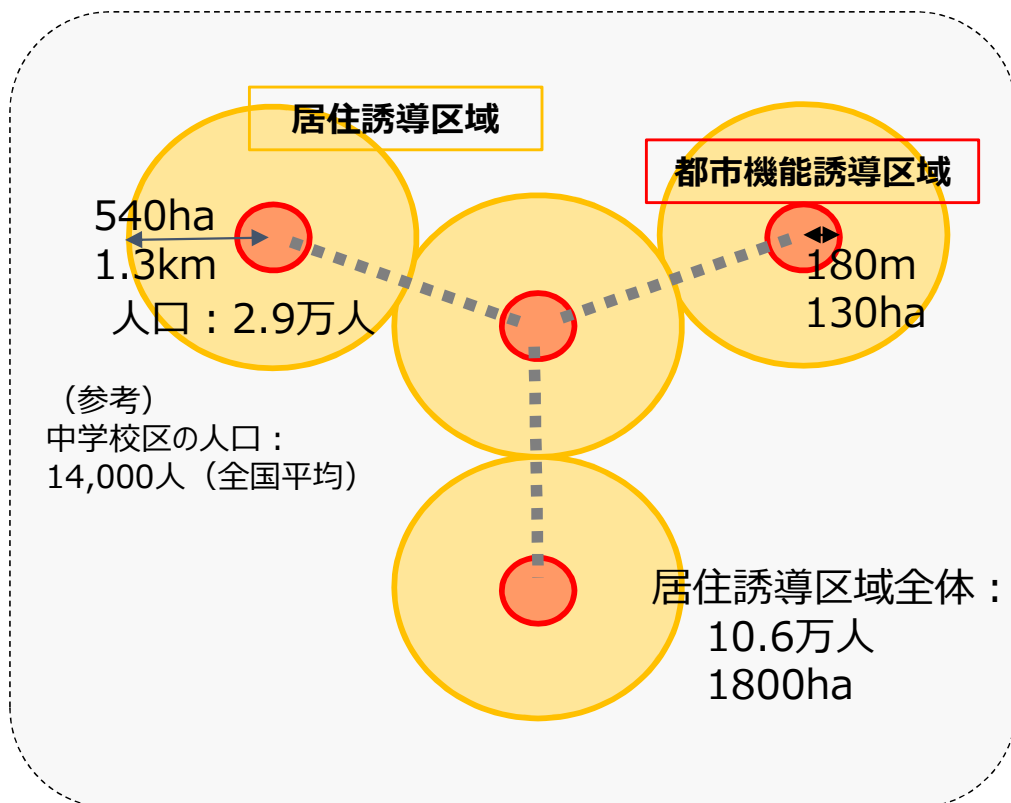 居住誘導区域
都市機能誘導区域
540ha
1.3km
人口：2.9万人
180m
130ha
（参考）
中学校区の人口：
14,000人（全国平均）
居住誘導区域全体：
10.6万人
1800ha